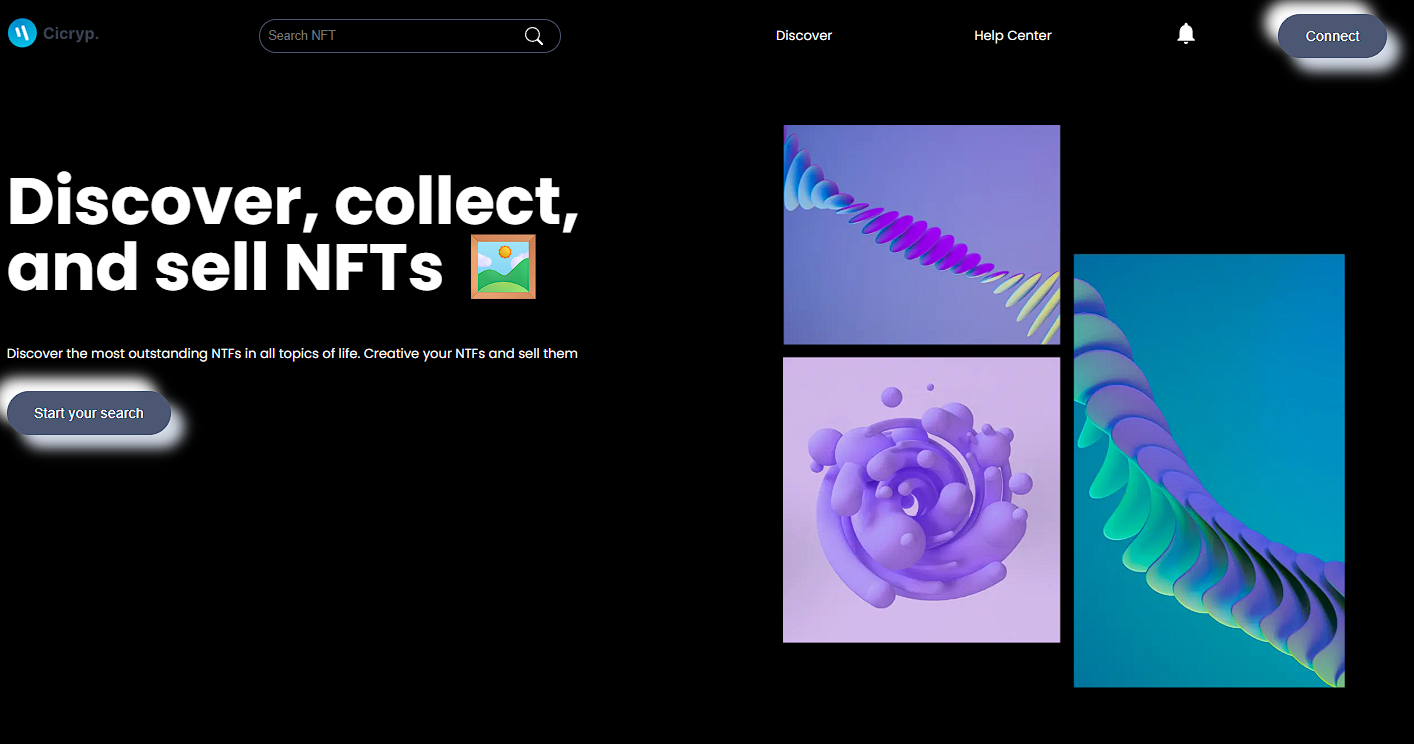 Cicryp.
Search NFT
Discover
Help Center
Connect
Discover, collect,
and sell NFTs
Discover the most outstanding NTFs in all topics of life. Creative your NTFs and sell them
Start your search